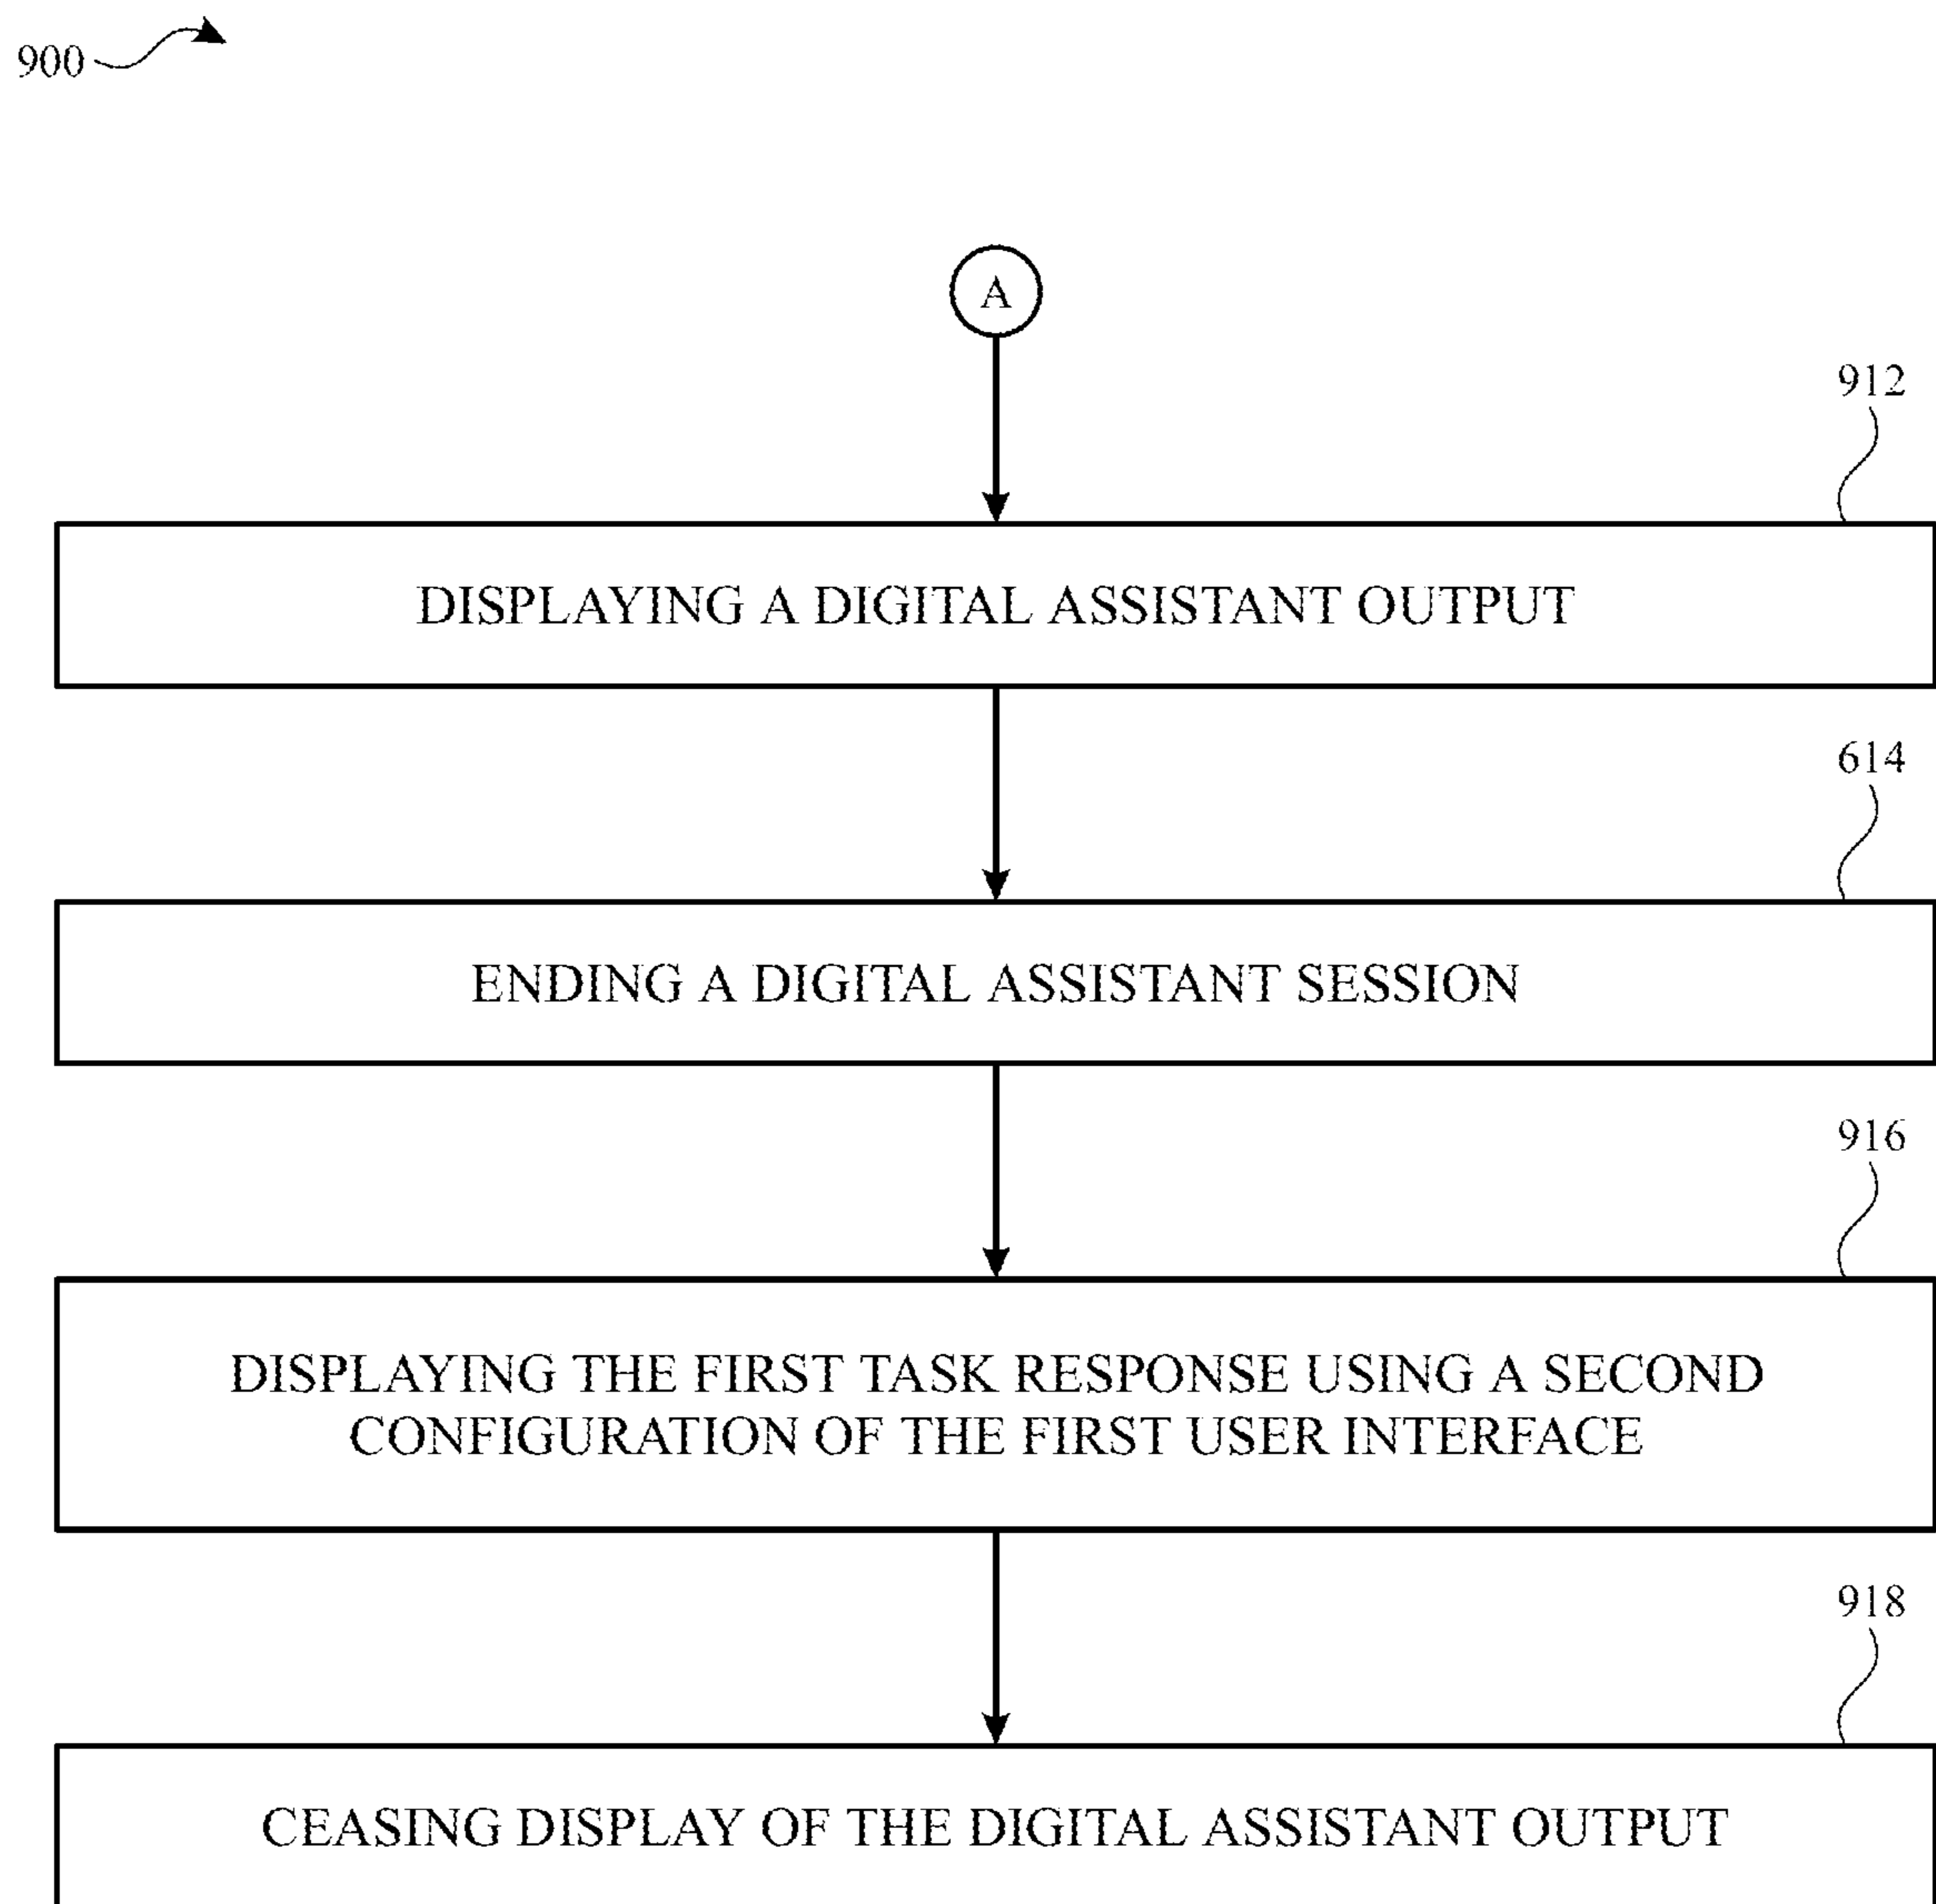 900
A
912
DISPLAYING A DIGITAL ASSISTANT OUTPUT
614
ENDING A DIGITAL ASSISTANT SESSION
916
DISPLAYING THE FIRST TASK RESPONSE USING A SECOND
CONFIGURATION OF THE FIRST USER INTERFACE
918
CEASING DISPLAY OF THE DIGITAL ASSISTANT OUTPUT